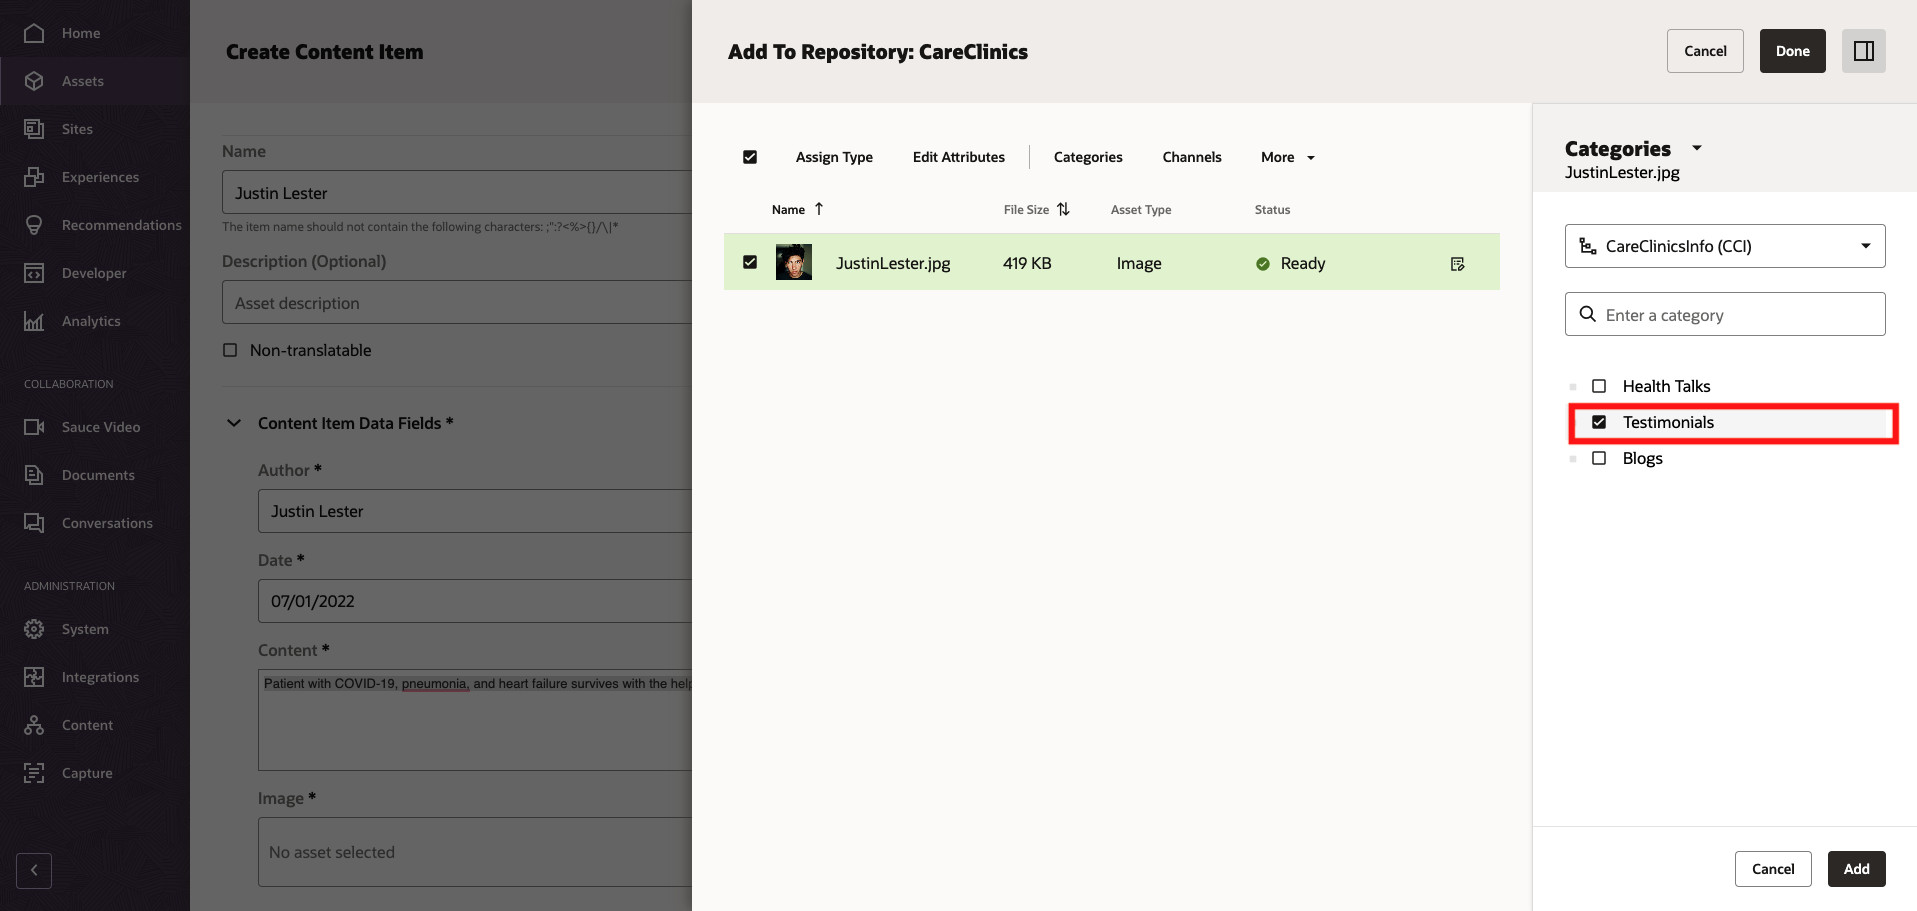 Home
Assets
Sites
Experiences
Recommendations
Developer
Analytics
COLLABORATION
Sauce Video
Documents
Conversations
ADMINISTRATION
System
Integrations
Content
Capture
Create Content Item
Name
Justin Lester
The item name should not contain the following characters: ;":?<%>{}/\|*
Description (Optional)
Asset description
Non-translatable
Content Item Data Fields *
Author *
Justin Lester
Date *
07/01/2022
Content *
Patient with COVID-19, pneumonia, and heart failure survives with the help
Image *
No asset selected
Add To Repository: CareClinics
Cancel Done
Assign Type Edit Attributes Categories Channels More
Name File Size Asset Type Status
JustinLester.jpg 419 KB Image Ready
Categories
JustinLester.jpg
CareClinicsInfo (CCI)
Enter a category
Health Talks
Testimonials
Blogs
Cancel Add